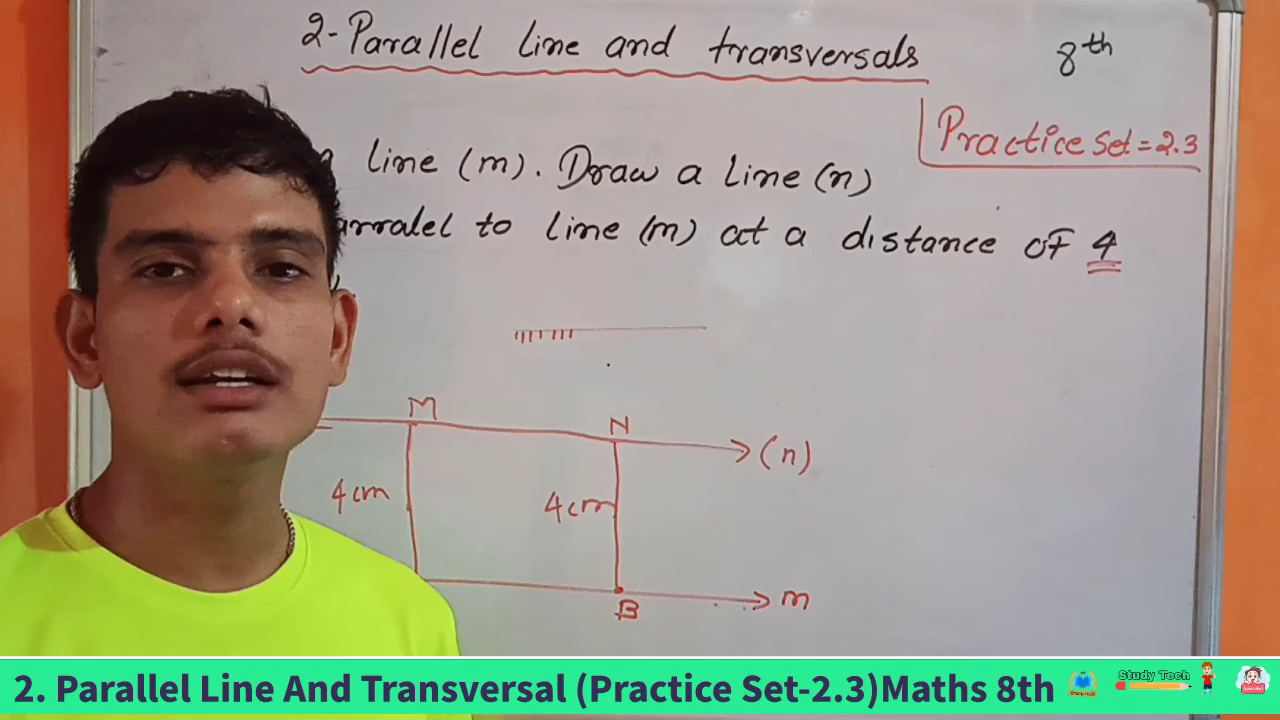 2-Parallel line and transversals
8th
Practice Set=2.3
line (m). Draw a line (n)
to line (m) at a distance of 4
M
N
(n)
4cm
4cm
m
B
2. Parallel Line And Transversal (Practice Set-2.3)Maths 8th
Study Tech